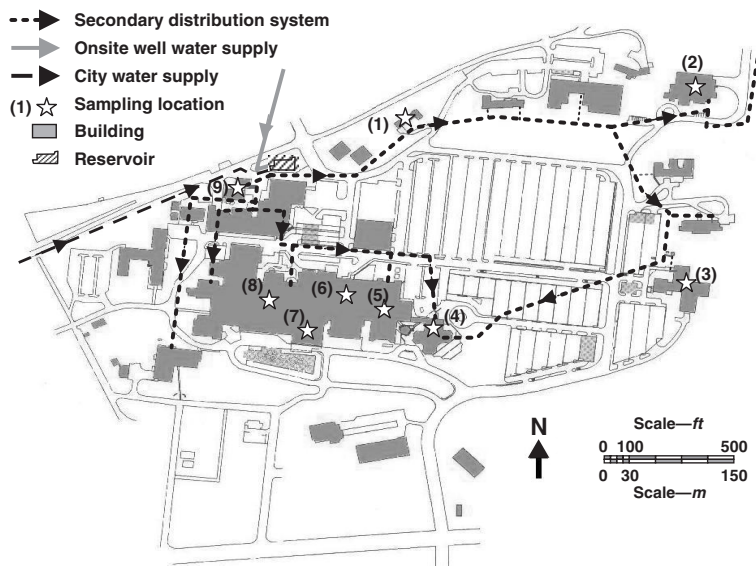 Secondary distribution system
Onsite well water supply
City water supply
(1) Sampling location
Building
Reservoir
(2)
(1)
(9)
(3)
(8)
(6)
(5)
(7)
(4)
N
Scale—ft
0 100 500
0 30 150
Scale—m